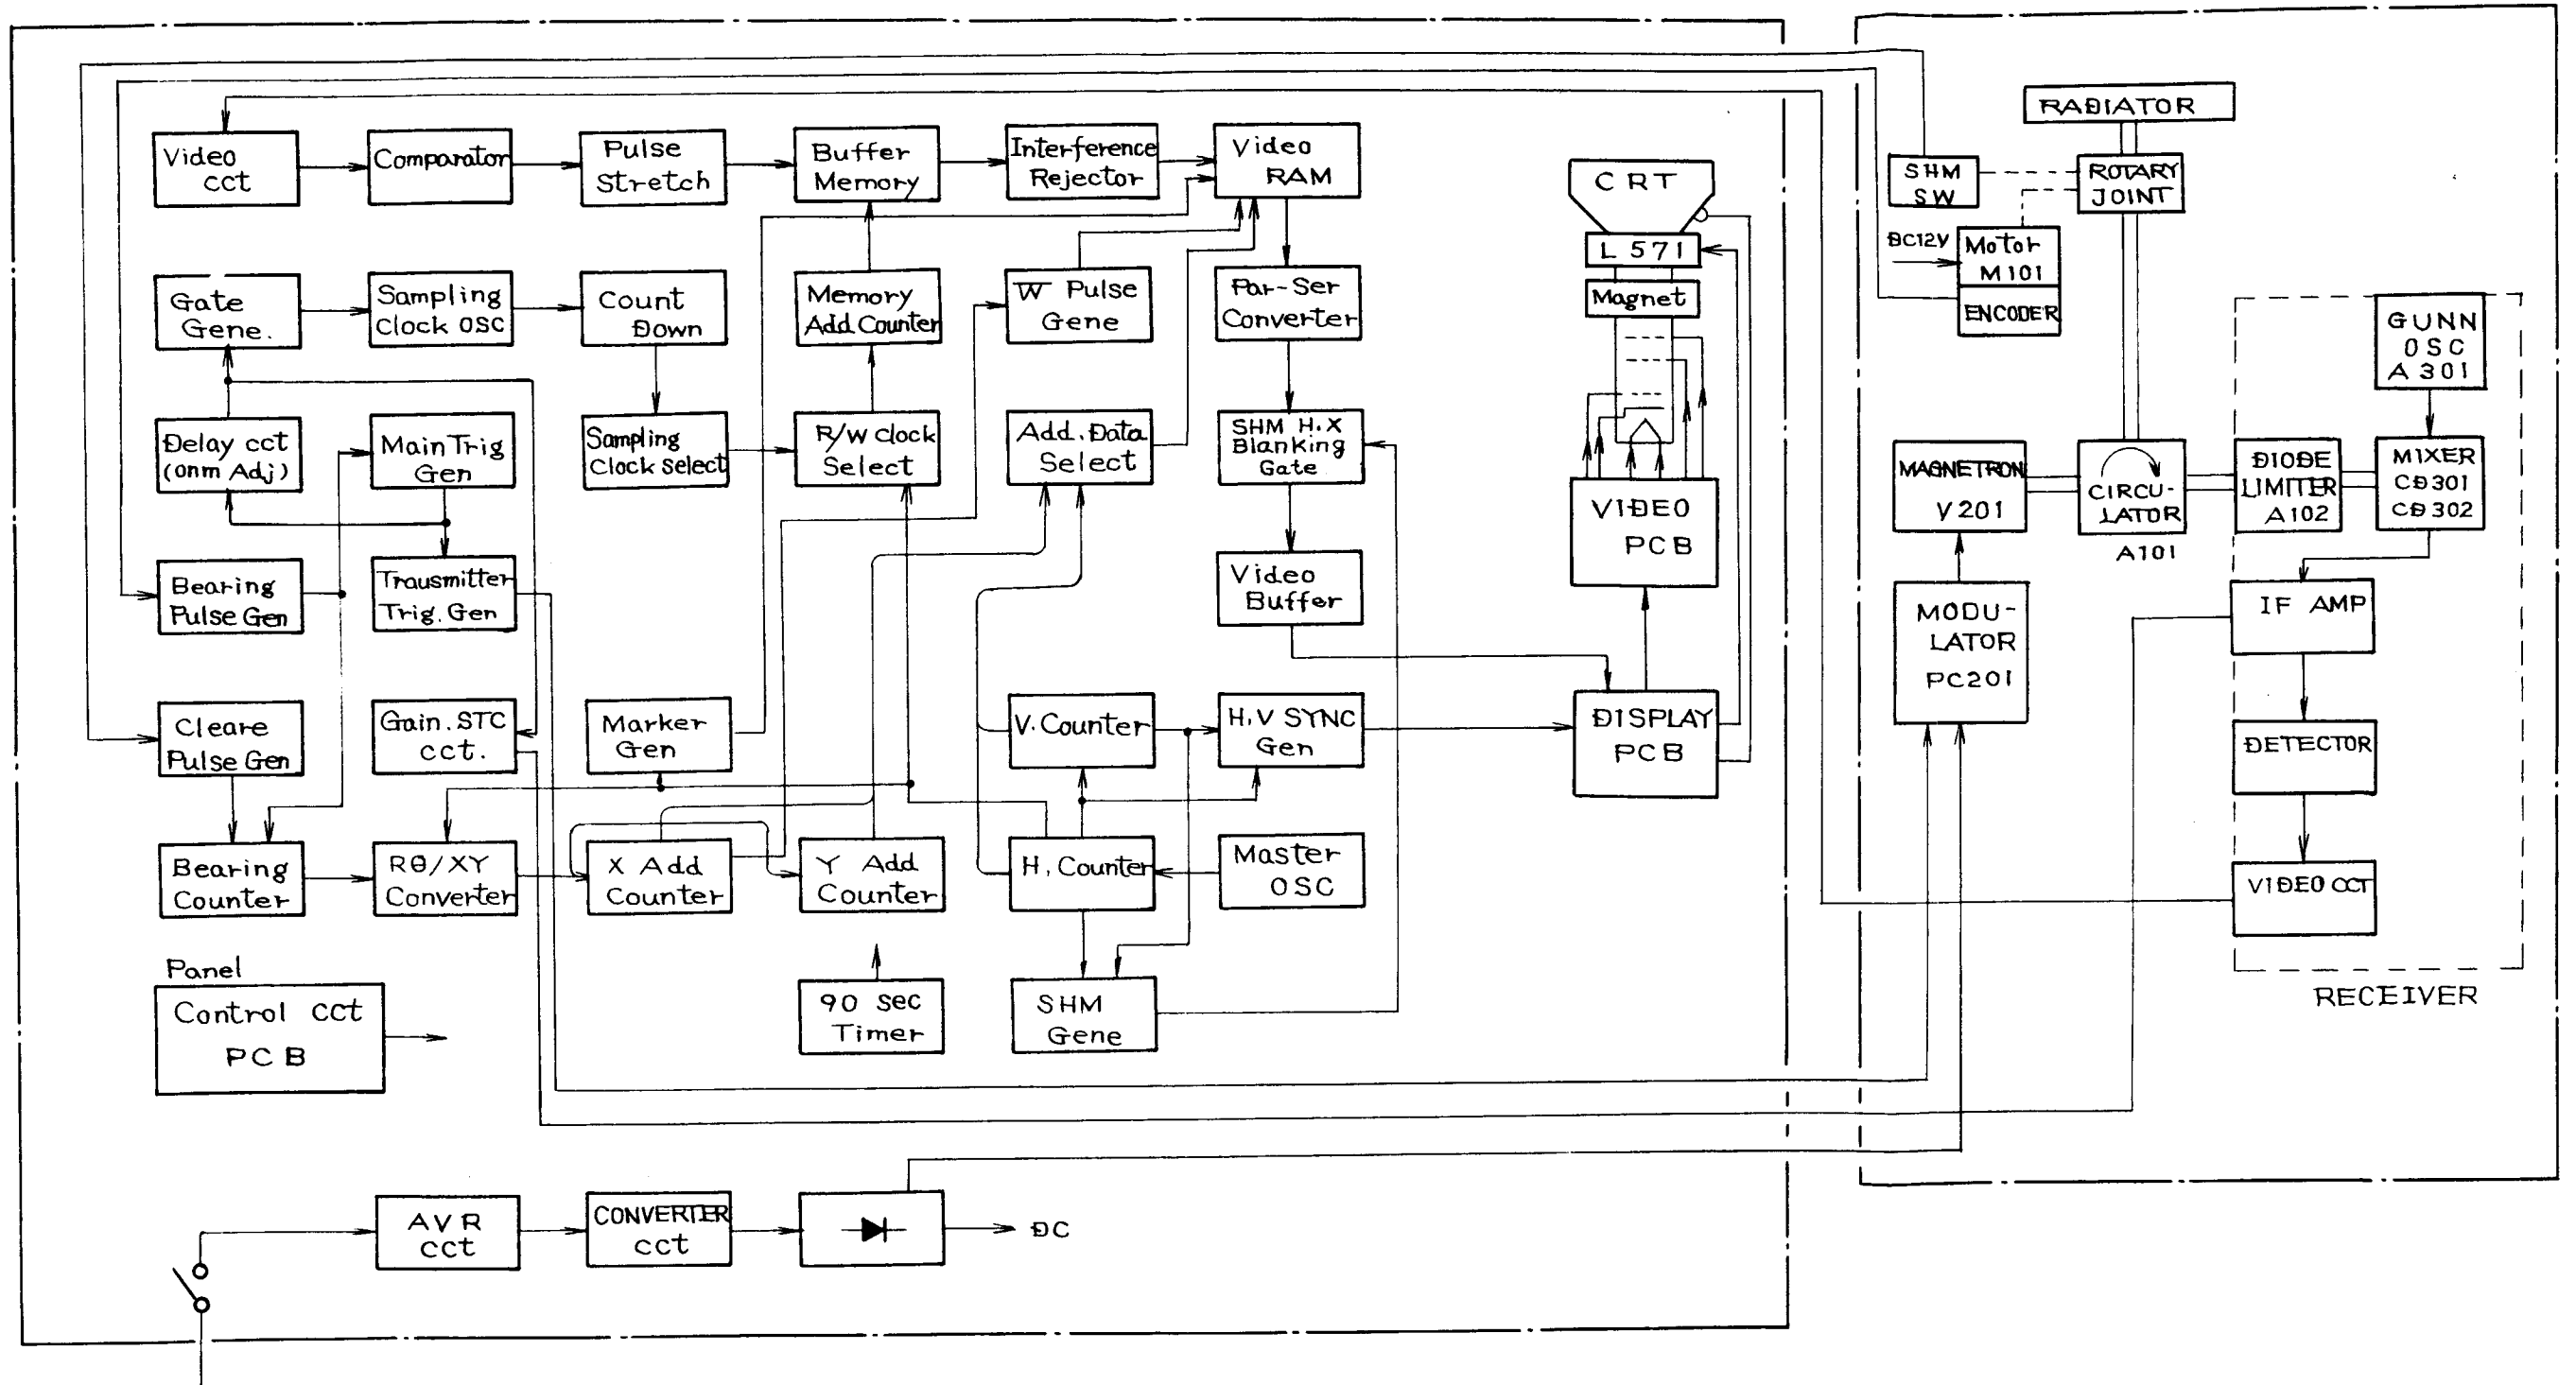 Video
cct
Comparator
Pulse
Stretch
Buffer
Memory
Interference
Rejector
Video
RAM
CRT
L 571
Magnet
RADIATOR
SHM
SW
ROTARY
JOINT
DC12V
Motor
M101
ENCODER
Gate
Gene.
Sampling
Clock OSC
Count
Down
Memory
Add Counter
W Pulse
Gene
Par-Ser
Converter
GUNN
OSC
A 301
Delay cct
(onm Adj)
Main Trig
Gen
Sampling
Clock Select
R/W Clock
Select
Add. Data
Select
SHM H.X
Blanking
Gate
VIDEO
PCB
MAGNETRON
V201
CIRCU-
LATOR
A101
DIODE
LIMITER
A102
MIXER
CD301
CD302
Bearing
Pulse Gen
Trausmitter
Trig. Gen
Video
Buffer
MODU-
LATOR
PC201
IF AMP
Cleare
Pulse Gen
Gain. STC
cct.
Marker
Gen
V. Counter
H,V SYNC
Gen
DISPLAY
PCB
DETECTOR
Bearing
Counter
Rθ/XY
Converter
X Add
Counter
Y Add
Counter
H, Counter
Master
OSC
VIDEO CCT
Panel
Control CCt
PCB
90 sec
Timer
SHM
Gene
RECEIVER
AVR
CCt
CONVERTER
CCt
DC